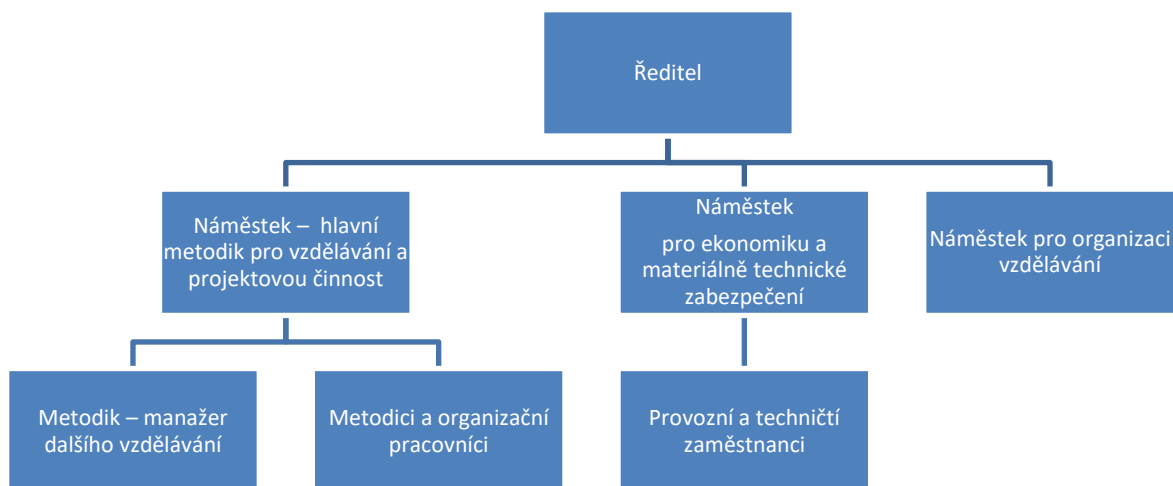 Ředitel
Náměstek – hlavní
metodik pro vzdělávání a
projektovou činnost
Náměstek
pro ekonomiku a
materiálně technické
zabezpečení
Náměstek pro organizaci
vzdělávání
Metodik – manažer
dalšího vzdělávání
Metodici a organizační
pracovníci
Provozní a techničtí
zaměstnanci